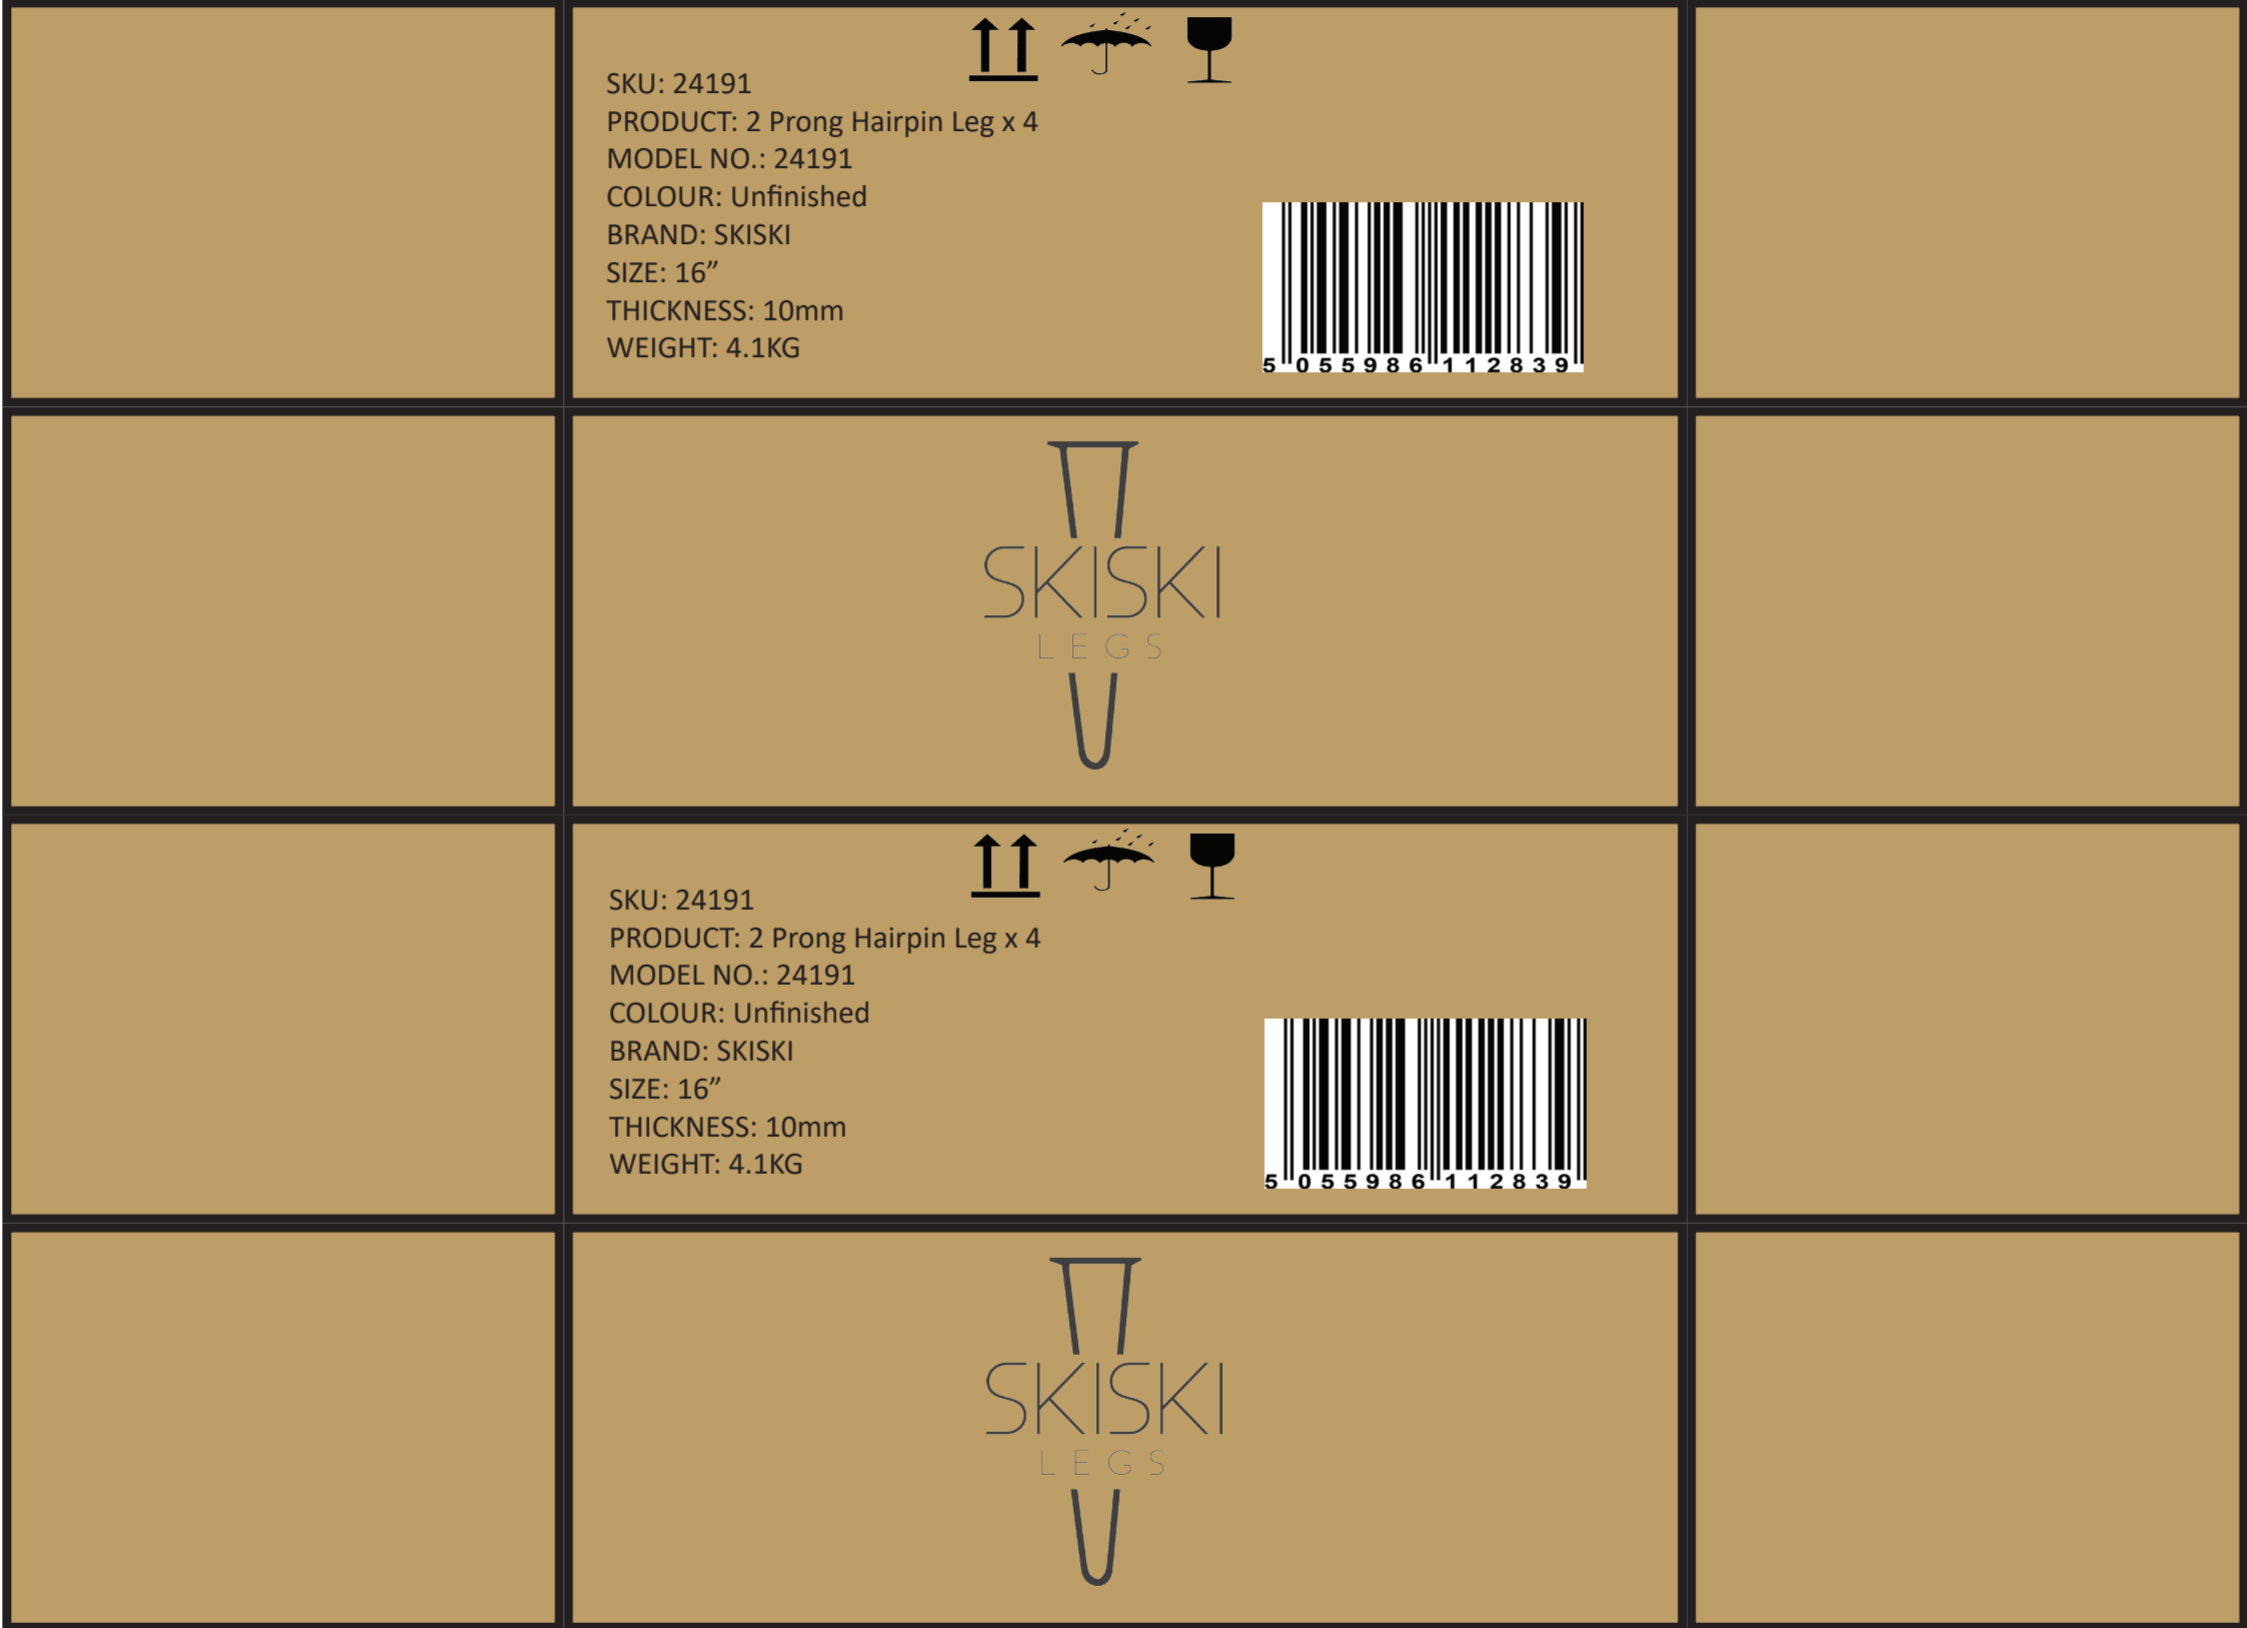 SKU: 24191
PRODUCT: 2 Prong Hairpin Leg x 4
MODEL NO.: 24191
COLOUR: Unfinished
BRAND: SKISKI
SIZE: 16”
THICKNESS: 10mm
WEIGHT: 4.1KG
5 055986 112839
SKISKI
LEGS
SKU: 24191
PRODUCT: 2 Prong Hairpin Leg x 4
MODEL NO.: 24191
COLOUR: Unfinished
BRAND: SKISKI
SIZE: 16”
THICKNESS: 10mm
WEIGHT: 4.1KG
5 055986 112839
SKISKI
LEGS